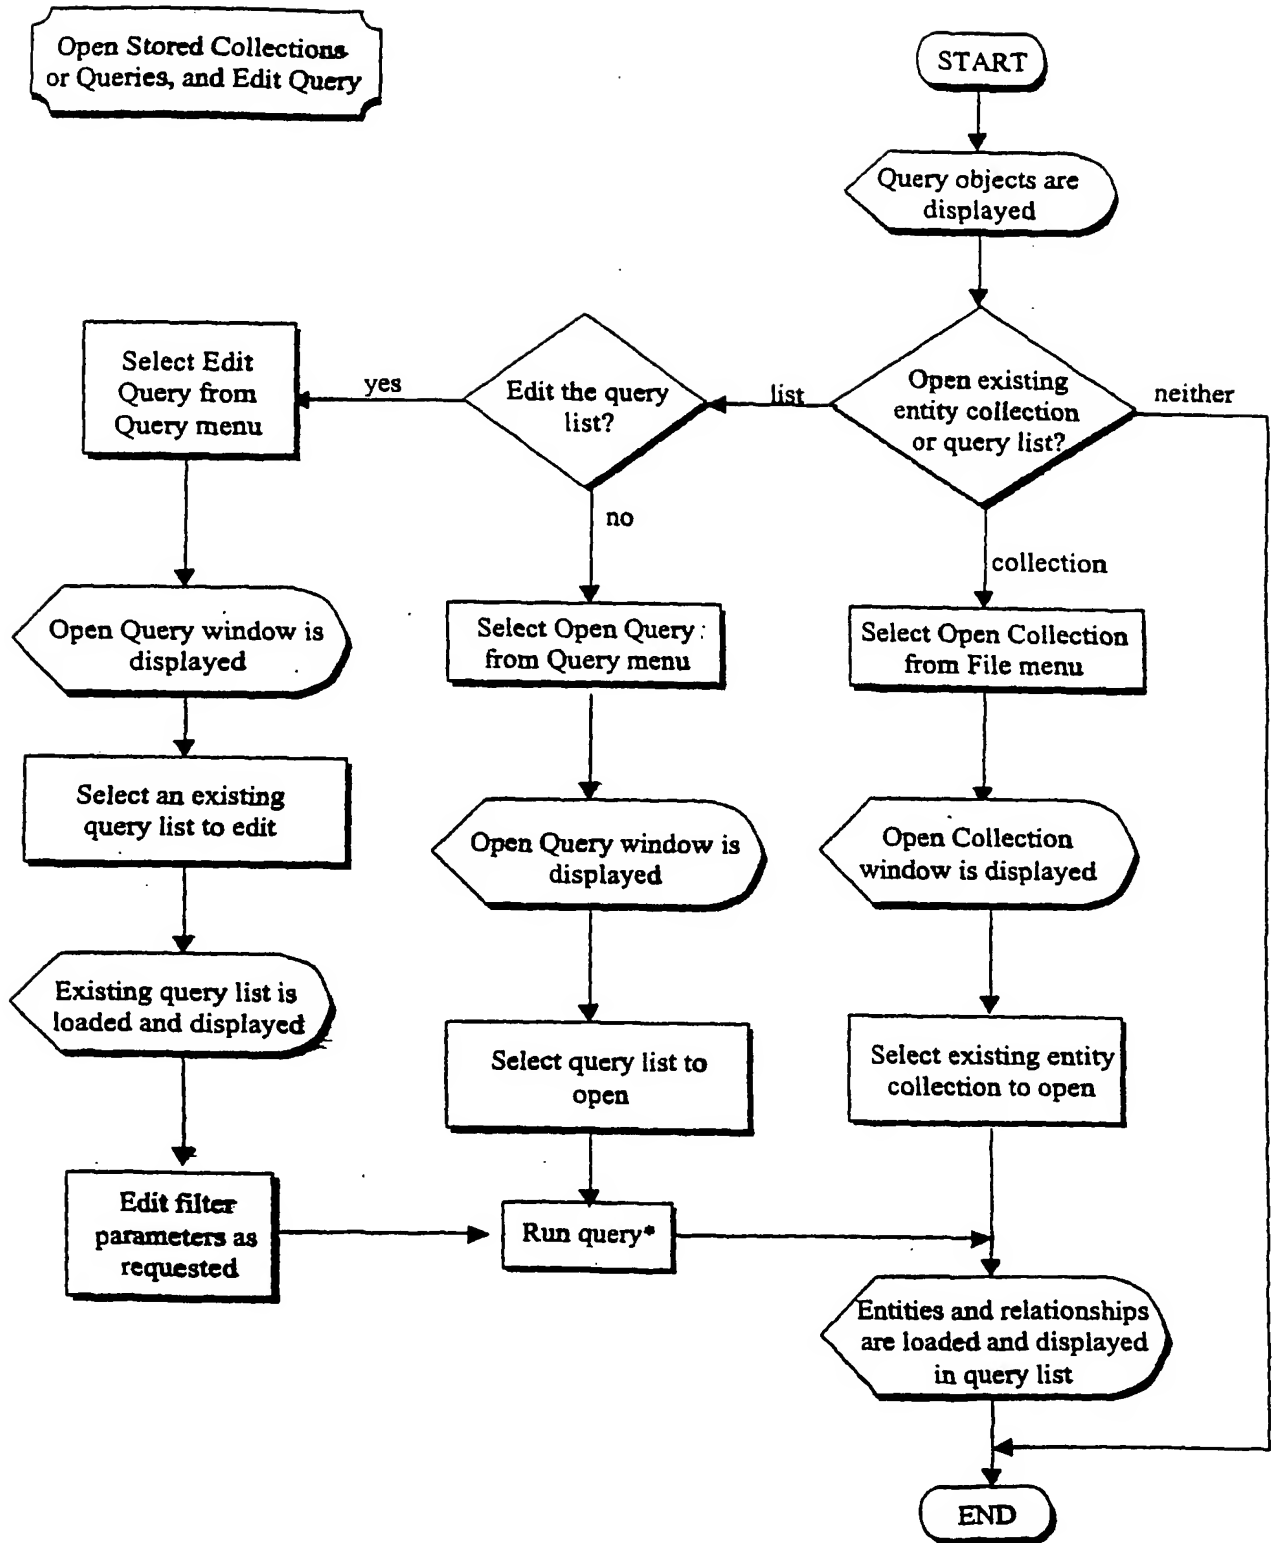 Open Stored Collections
or Queries, and Edit Query
START
Query objects are
displayed
Open existing
entity collection
or query list?
neither
list
collection
Edit the query
list?
yes
no
Select Edit
Query from
Query menu
Open Query window is
displayed
Select an existing
query list to edit
Existing query list is
loaded and displayed
Edit filter
parameters as
requested
Select Open Query
from Query menu
Open Query window is
displayed
Select query list to
open
Run query*
Select Open Collection
from File menu
Open Collection
window is displayed
Select existing entity
collection to open
Entities and relationships
are loaded and displayed
in query list
END